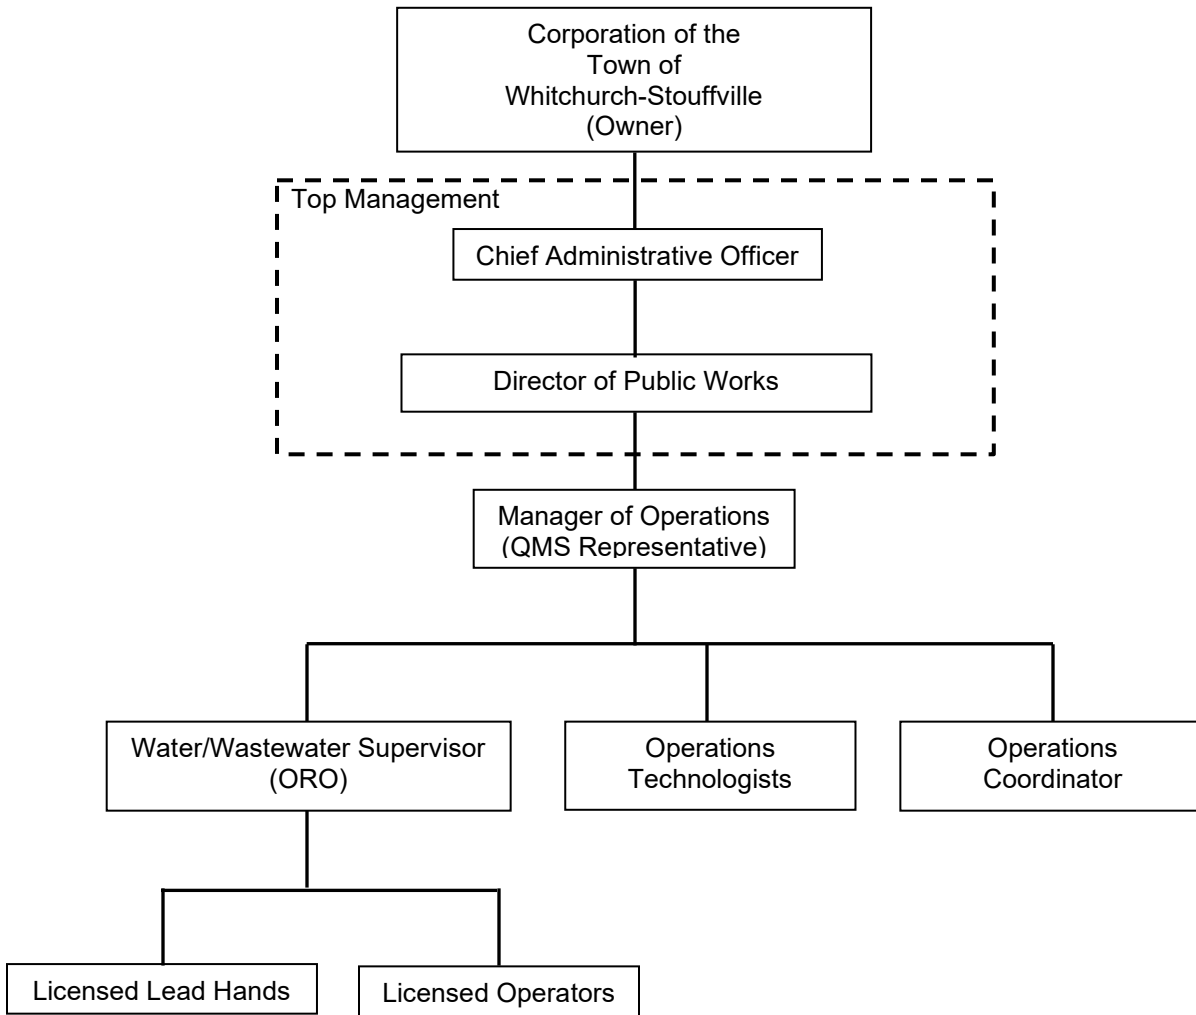 Corporation of the
Town of
Whitchurch-Stouffville
(Owner)
Top Management
Chief Administrative Officer
Director of Public Works
Manager of Operations
(QMS Representative)
Water/Wastewater Supervisor
(ORO)
Operations
Technologists
Operations
Coordinator
Licensed Lead Hands
Licensed Operators